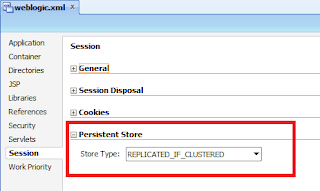 weblogic.xml
Application
Container
Directories
JSP
Libraries
References
Security
Servlets
Session
Work Priority
Session
General
Session Disposal
Cookies
Persistent Store
Store Type: REPLICATED_IF_CLUSTERED